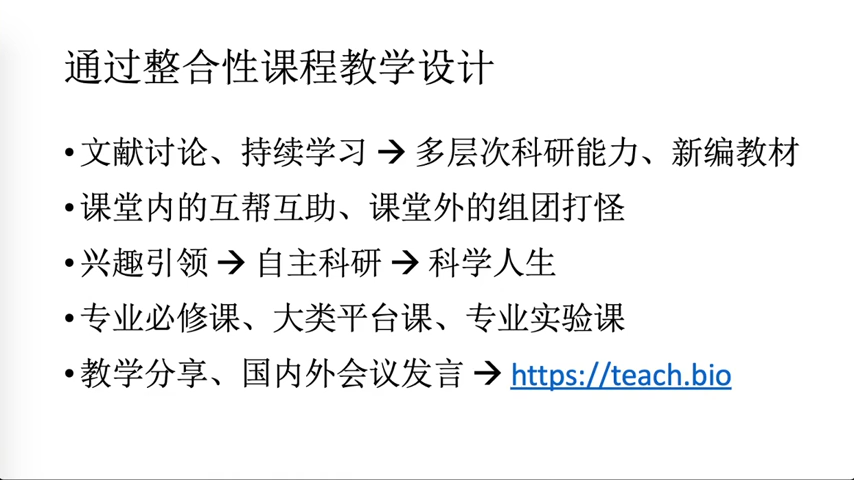 通过整合性课程教学设计
• 文献讨论、持续学习 → 多层次科研能力、新编教材
• 课堂内的互帮互助、课堂外的组团打怪
• 兴趣引领 → 自主科研 → 科学人生
• 专业必修课、大类平台课、专业实验课
• 教学分享、国内外会议发言 → https://teach.bio